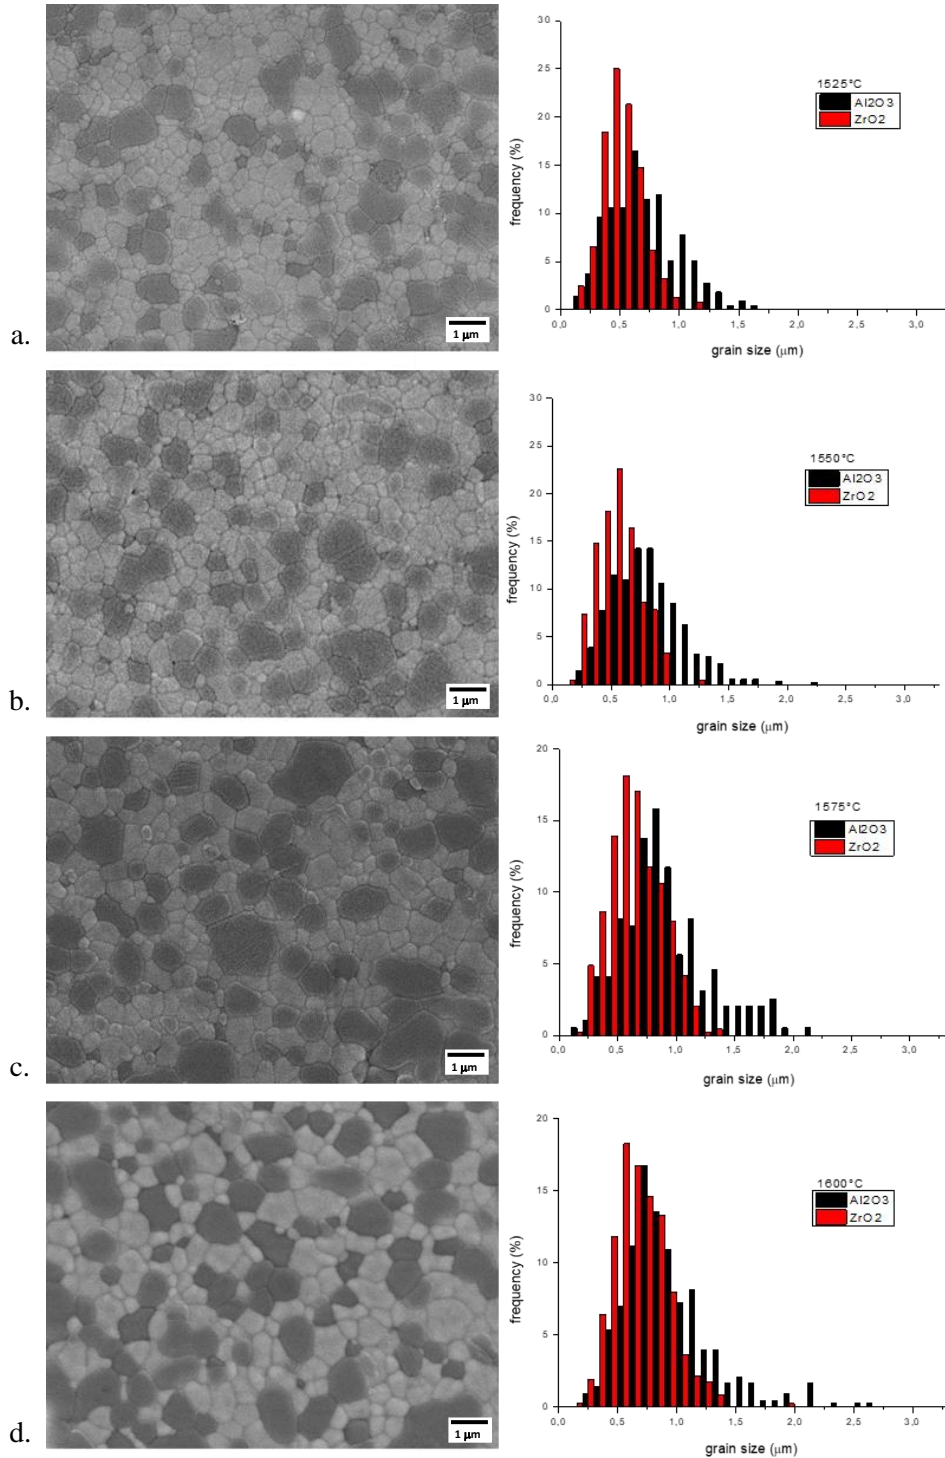 30
25
20
15
10
5
0
frequency (%)
1525°C
Al2O3
ZrO2
0,0 0,5 1,0 1,5 2,0 2,5 3,0
grain size (μm)
1 μm
a.
30
25
20
15
10
5
0
frequency (%)
1550°C
Al2O3
ZrO2
0,0 0,5 1,0 1,5 2,0 2,5 3,0
grain size (μm)
1 μm
b.
20
15
10
5
0
frequency (%)
1575°C
Al2O3
ZrO2
0,0 0,5 1,0 1,5 2,0 2,5 3,0
grain size (μm)
1 μm
c.
20
15
10
5
0
frequency (%)
1600°C
Al2O3
ZrO2
0,0 0,5 1,0 1,5 2,0 2,5 3,0
grain size (μm)
1 μm
d.